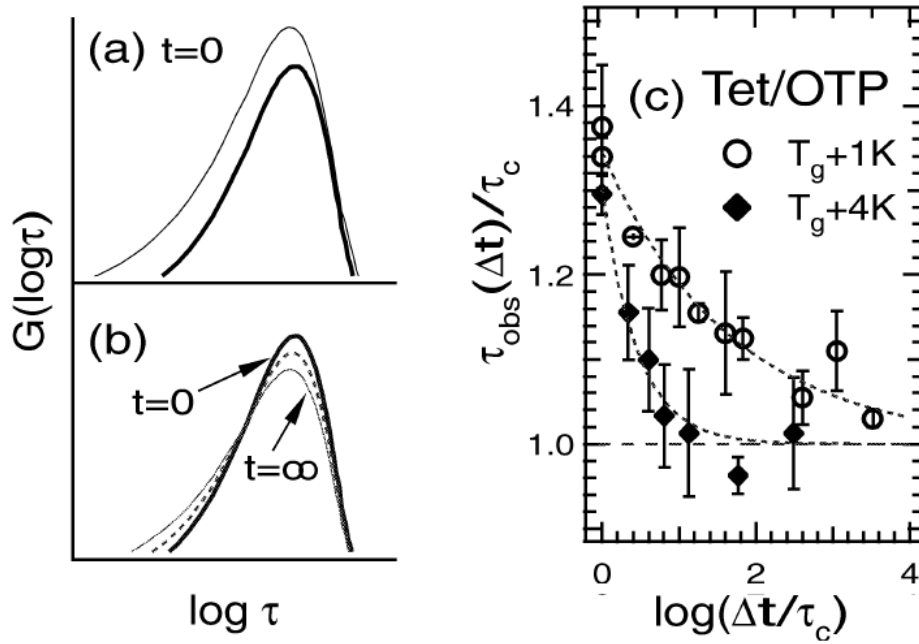 (a) t=0
G(logτ)
(b)
t=0
t=∞
log τ
(c) Tet/OTP
T_g+1K
T_g+4K
τ_obs(Δt)/τ_c
1.4
1.2
1.0
0 2 4
log(Δt/τ_c)